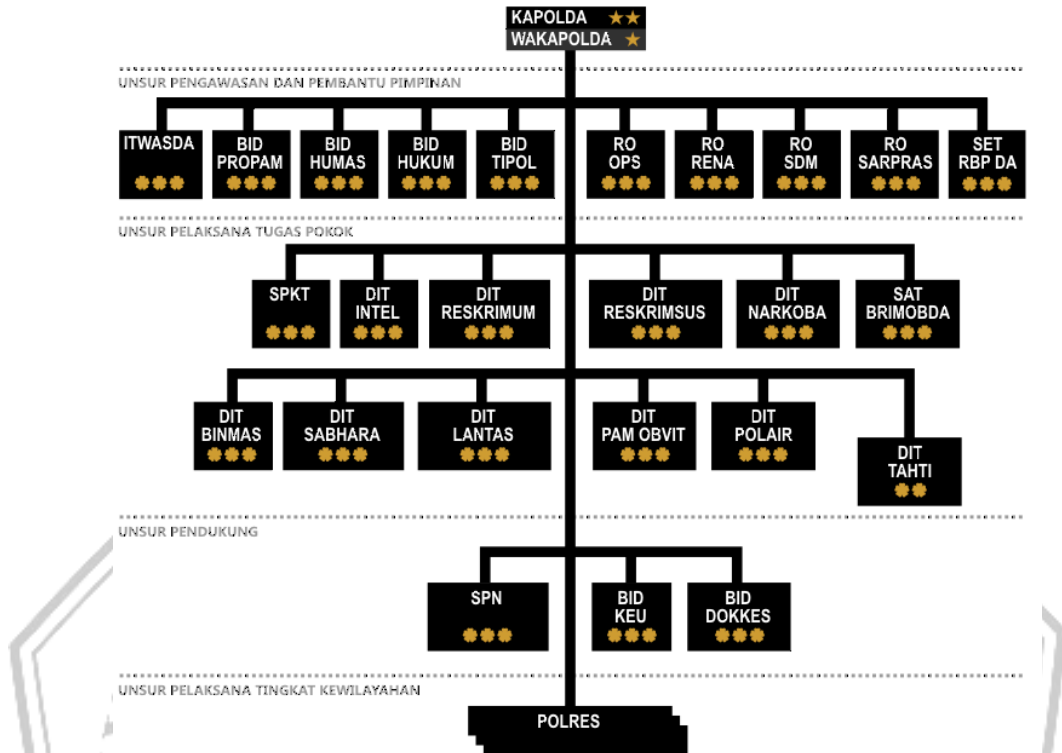 KAPOLDA
WAKAPOLDA
UNSUR PENGAWASAN DAN PEMBANTU PIMPINAN
ITWASDA
BID
PROPAM
BID
HUMAS
BID
HUKUM
BID
TIPOL
RO
OPS
RO
RENA
RO
SDM
RO
SARPRAS
SET
RBP DA
UNSUR PELAKSANA TUGAS POKOK
SPKT
DIT
INTEL
DIT
RESKRIMUM
DIT
RESKRIMSUS
DIT
NARKOBA
SAT
BRIMOBDA
DIT
BINMAS
DIT
SABHARA
DIT
LANTAS
DIT
PAM OBVIT
DIT
POLAIR
DIT
TAHTI
UNSUR PENDUKUNG
SPN
BID
KEU
BID
DOKKES
UNSUR PELAKSANA TINGKAT KEWILAYAHAN
POLRES